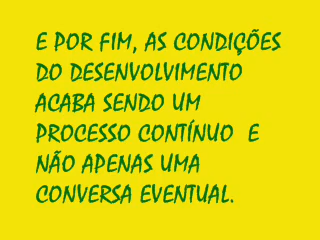 E POR FIM, AS CONDIÇÕES
DO DESENVOLVIMENTO
ACABA SENDO UM
PROCESSO CONTÍNUO E
NÃO APENAS UMA
CONVERSA EVENTUAL.